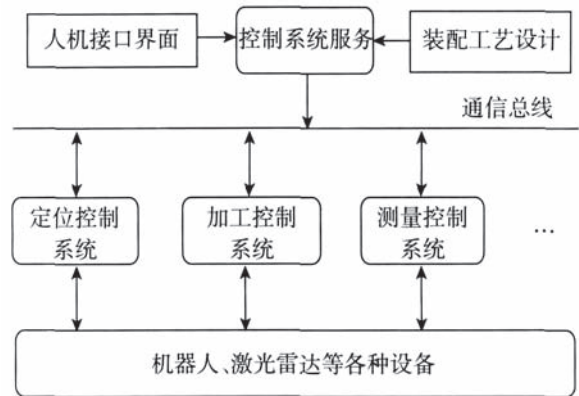 人机接口界面
控制系统服务
装配工艺设计
通信总线
定位控制
系统
加工控制
系统
测量控制
系统
…
机器人、激光雷达等各种设备